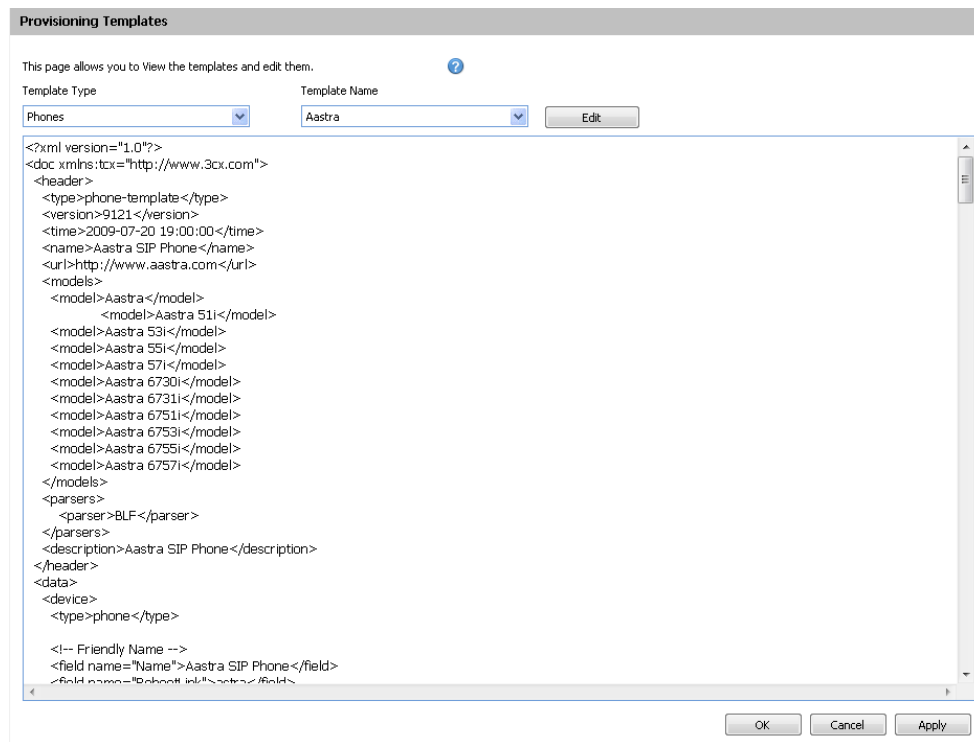 Provisioning Templates
This page allows you to View the templates and edit them.
Template Type Template Name
Phones Aastra Edit
<?xml version="1.0"?>
<doc xmlns:tcx="http://www.3cx.com">
<header>
<type>phone-template</type>
<version>9121</version>
<time>2009-07-20 19:00:00</time>
<name>Aastra SIP Phone</name>
<url>http://www.aastra.com</url>
<models>
<model>Aastra</model>
<model>Aastra 51i</model>
<model>Aastra 53i</model>
<model>Aastra 55i</model>
<model>Aastra 57i</model>
<model>Aastra 6730i</model>
<model>Aastra 6731i</model>
<model>Aastra 6751i</model>
<model>Aastra 6753i</model>
<model>Aastra 6755i</model>
<model>Aastra 6757i</model>
</models>
<parsers>
<parser>BLF</parser>
</parsers>
<description>Aastra SIP Phone</description>
</header>
<data>
<device>
<type>phone</type>
<!-- Friendly Name -->
<field name="Name">Aastra SIP Phone</field>
<field name="RebootLink">astra</field>
OK Cancel Apply